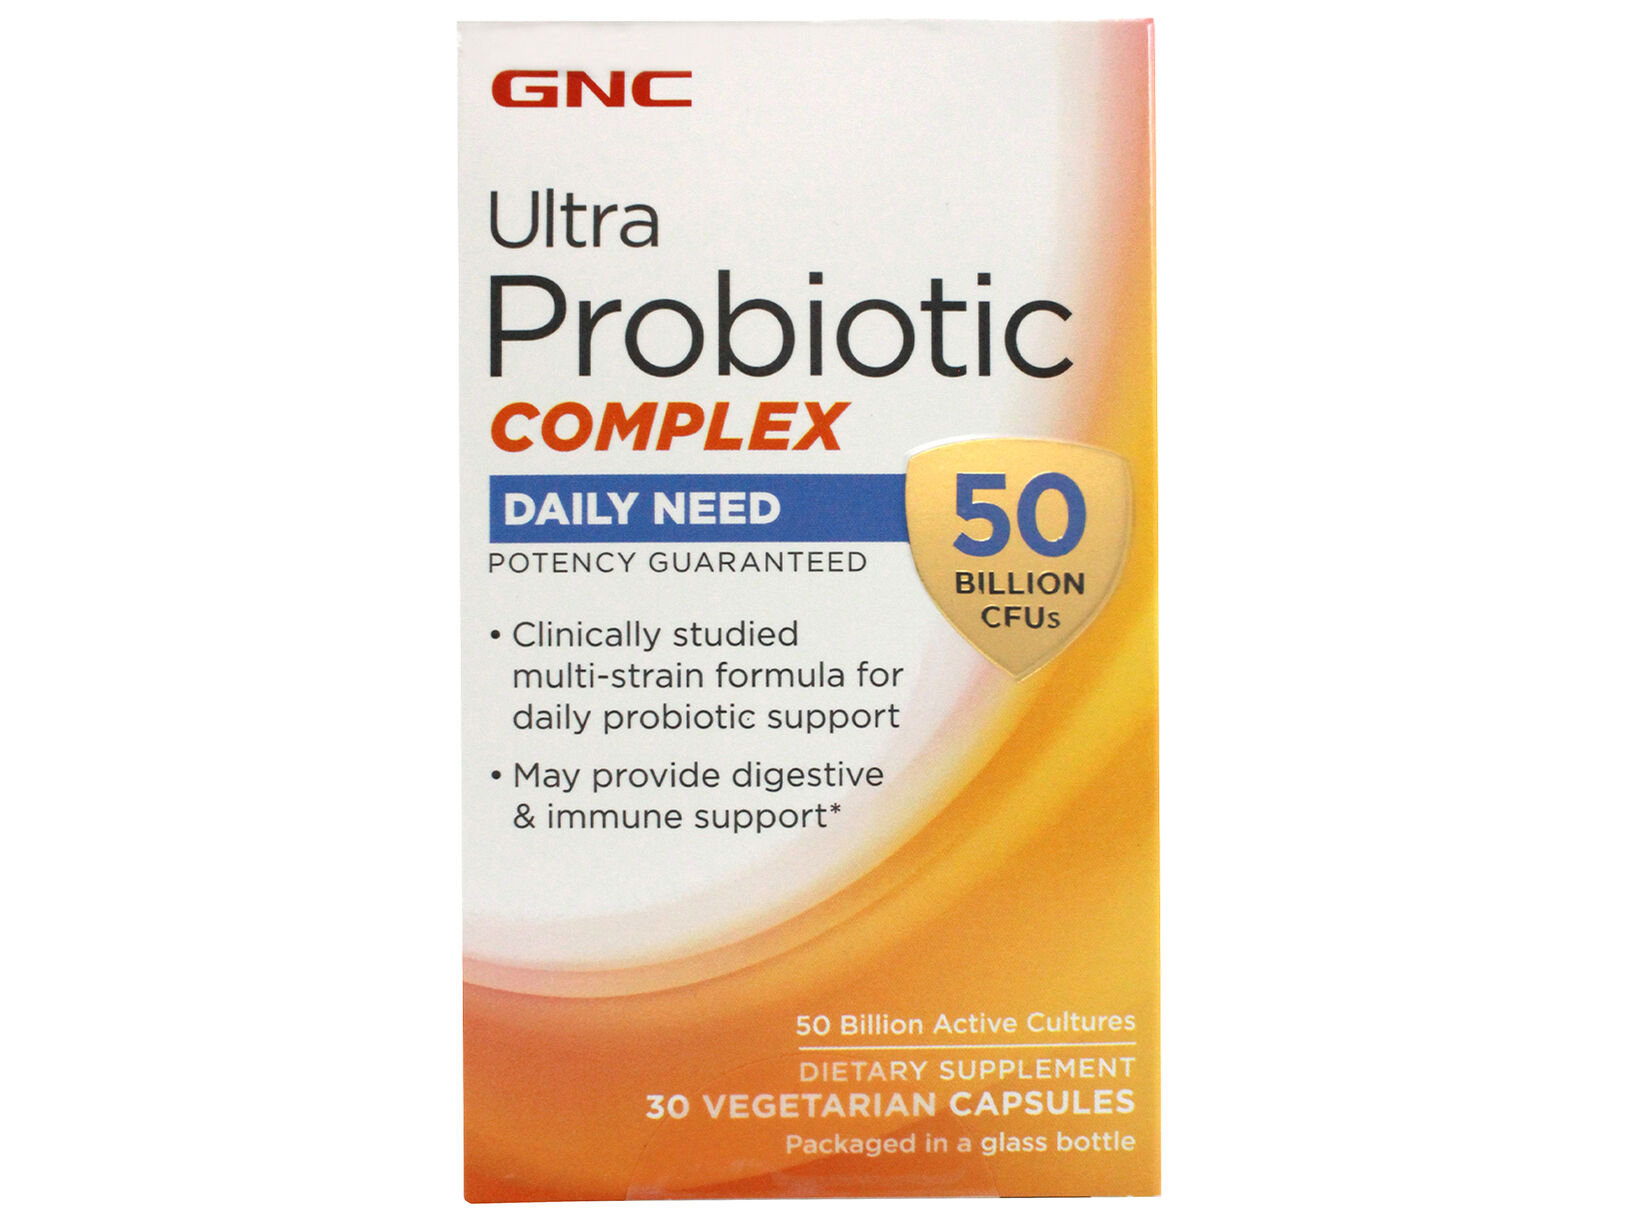 GNC
Ultra
Probiotic
COMPLEX
DAILY NEED
POTENCY GUARANTEED
50
BILLION
CFUs
• Clinically studied
multi-strain formula for
daily probiotic support
• May provide digestive
& immune support*
50 Billion Active Cultures
DIETARY SUPPLEMENT
30 VEGETARIAN CAPSULES
Packaged in a glass bottle